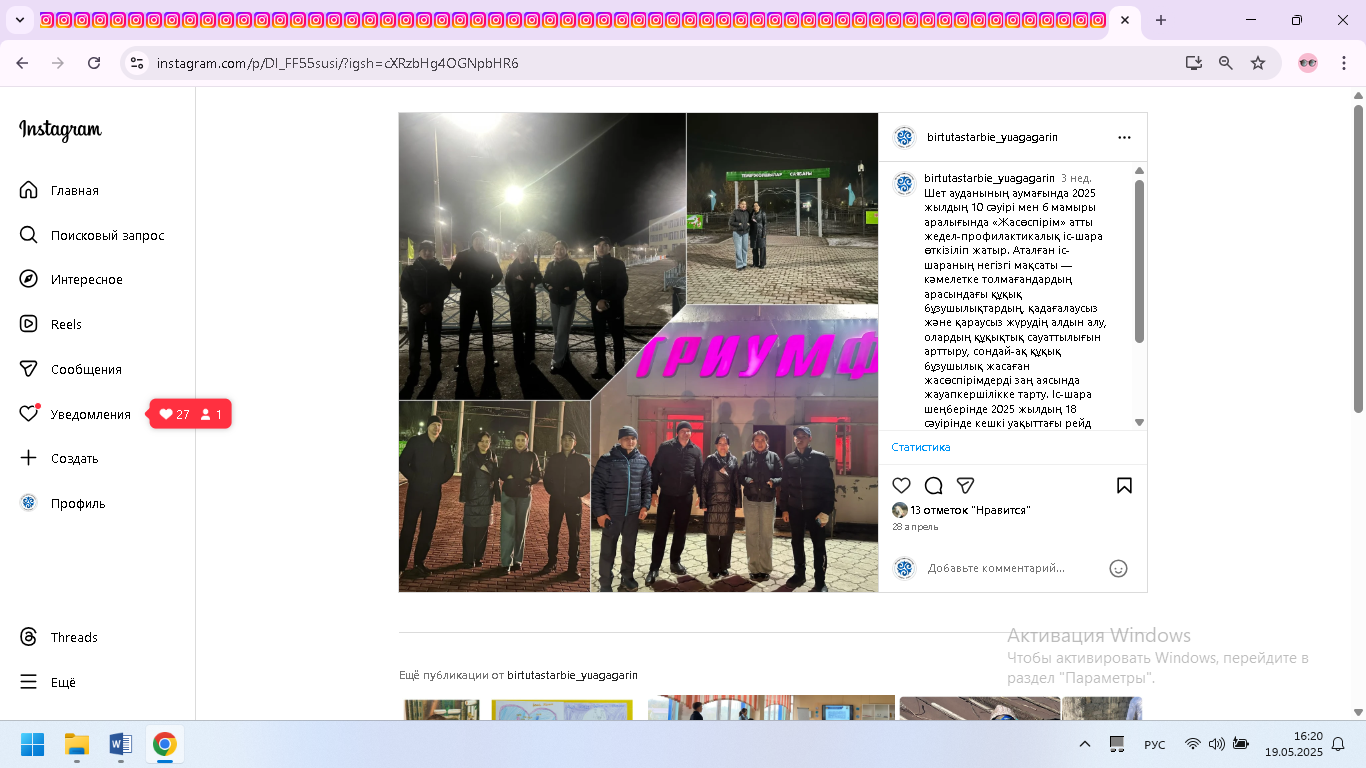 instagram.com/p/DI_FF55susi/?igsh=cXRzbHg4OGNpbHR6
Instagram
Главная
Поисковый запрос
Интересное
Reels
Сообщения
Уведомления
27 1
Создать
Профиль
Threads
Ещё
ТРИУМФ
birtutastarbie_yuagagarin
birtutastarbie_yuagagarin 3 нед.
Шет ауданының аумағында 2025
жылдың 10 сәуірі мен 6 мамыры
аралығында «Жасөспірім» атты
жедел-профилактикалық іс-шара
өткізіліп жатыр. Аталған іс-
шараның негізгі мақсаты —
кәмелетке толмағандардың
арасындағы құқық
бұзушылықтардың, қадағалаусыз
және қараусыз жүрудің алдын алу,
олардың құқықтық сауаттылығын
арттыру, сондай-ақ құқық
бұзушылық жасаған
жасөспірімдерді заң аясында
жауапкершілікке тарту. Іс-шара
шеңберінде 2025 жылдың 18
сәуірінде кешкі уақыттағы рейд
Статистика
13 отметок "Нравится"
28 апрель
Добавьте комментарий...
Ещё публикации от birtutastarbie_yuagagarin
Активация Windows
Чтобы активировать Windows, перейдите в
раздел "Параметры".
РУС
16:20
19.05.2025